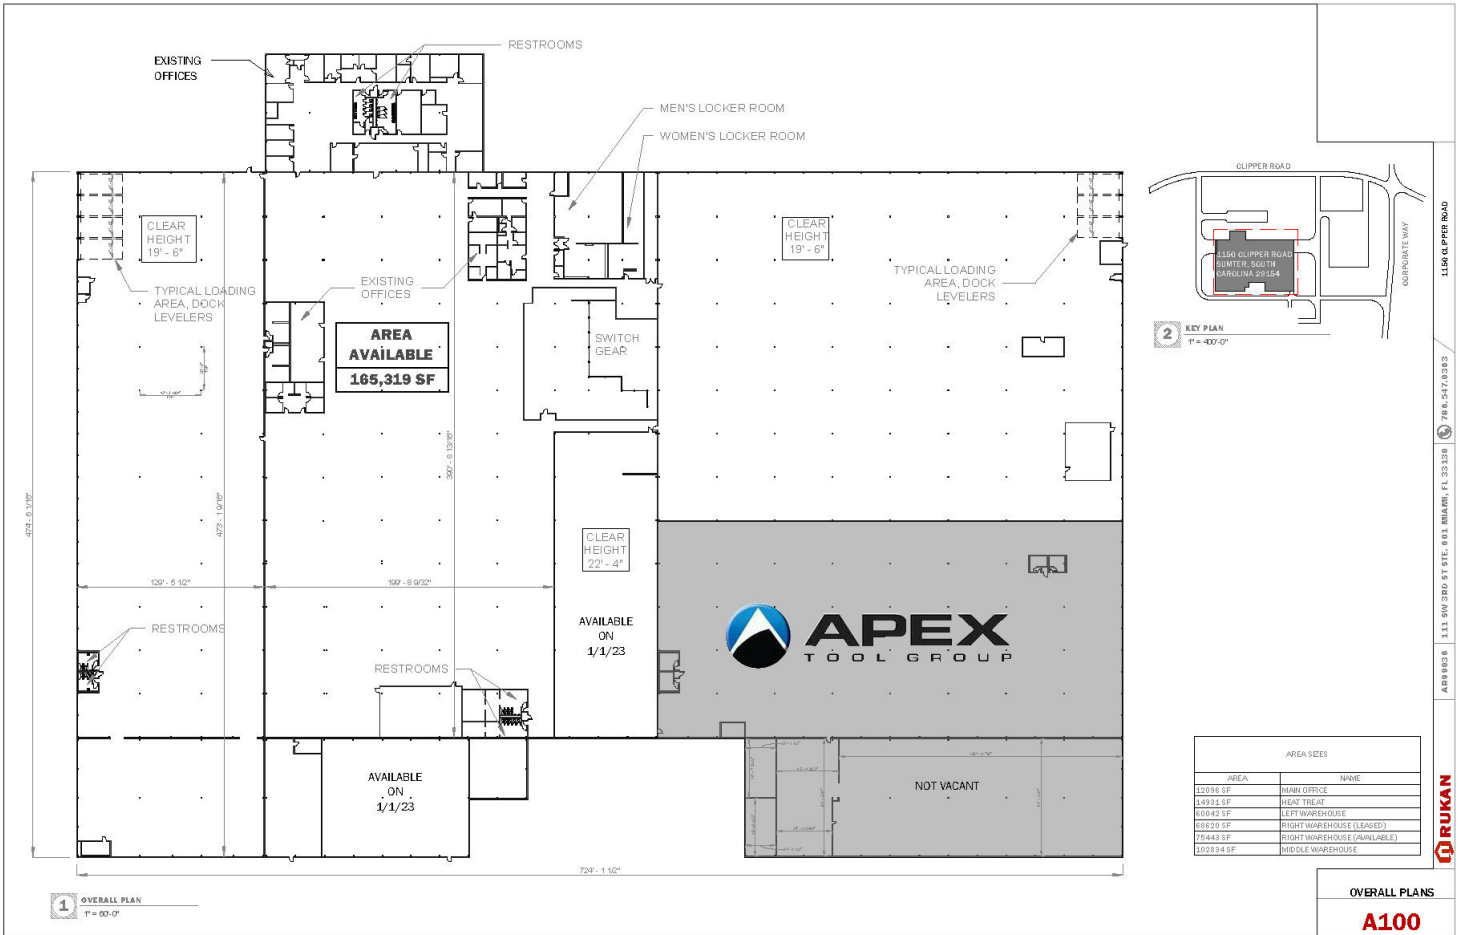 RESTROOMS
EXISTING
OFFICES
MEN'S LOCKER ROOM
WOMEN'S LOCKER ROOM
CLEAR
HEIGHT
19' - 6"
TYPICAL LOADING
AREA, DOCK
LEVELERS
EXISTING
OFFICES
AREA
AVAILABLE
165,319 SF
SWITCH
GEAR
CLEAR
HEIGHT
19' - 6"
TYPICAL LOADING
AREA, DOCK
LEVELERS
CLEAR
HEIGHT
22' - 4"
AVAILABLE
ON
1/1/23
474' - 6 1/16"
473' - 1 9/16"
390' - 8 13/16"
129' - 5 1/2"
199' - 8 9/32"
RESTROOMS
RESTROOMS
APEX
TOOL GROUP
AVAILABLE
ON
1/1/23
NOT VACANT
724' - 1 1/2"
1
OVERALL PLAN
1" = 60'-0"
CLIPPER ROAD
CORPORATE WAY
1150 CLIPPER ROAD
SUMTER, SOUTH
CAROLINA 29154
2
KEY PLAN
1" = 400'-0"
AREA SIZES
AREA NAME
12096 SF MAIN OFFICE
14931 SF HEAT TREAT
60042 SF LEFT WAREHOUSE
68620 SF RIGHT WAREHOUSE (LEASED)
75443 SF RIGHT WAREHOUSE (AVAILABLE)
102834 SF MIDDLE WAREHOUSE
1150 CLIPPER ROAD
786.547.0363
111 SW 3RD ST STE. 601 MIAMI, FL 33130
AR99036
RUKAN
OVERALL PLANS
A100